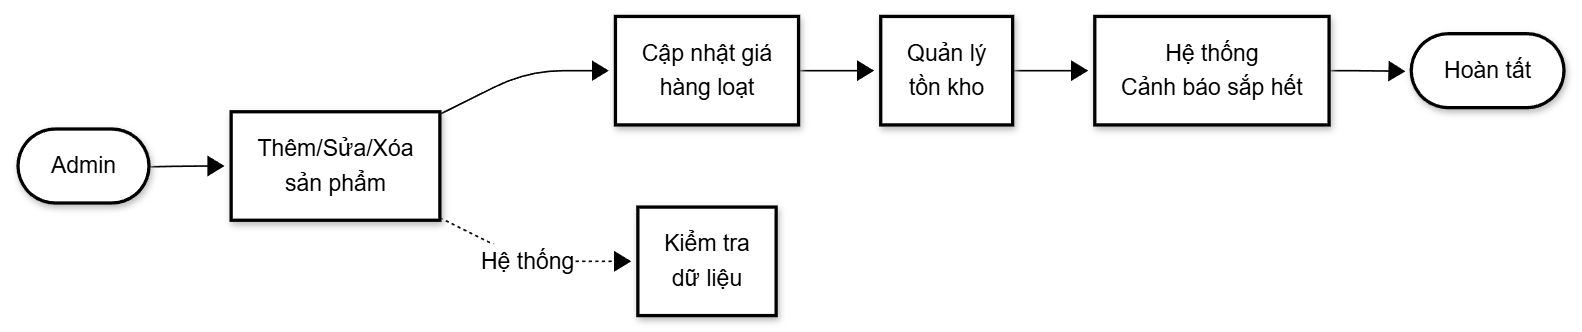 Admin
Thêm/Sửa/Xóa
sản phẩm
Cập nhật giá
hàng loạt
Quản lý
tồn kho
Hệ thống
Cảnh báo sắp hết
Hoàn tất
Hệ thống
Kiểm tra
dữ liệu